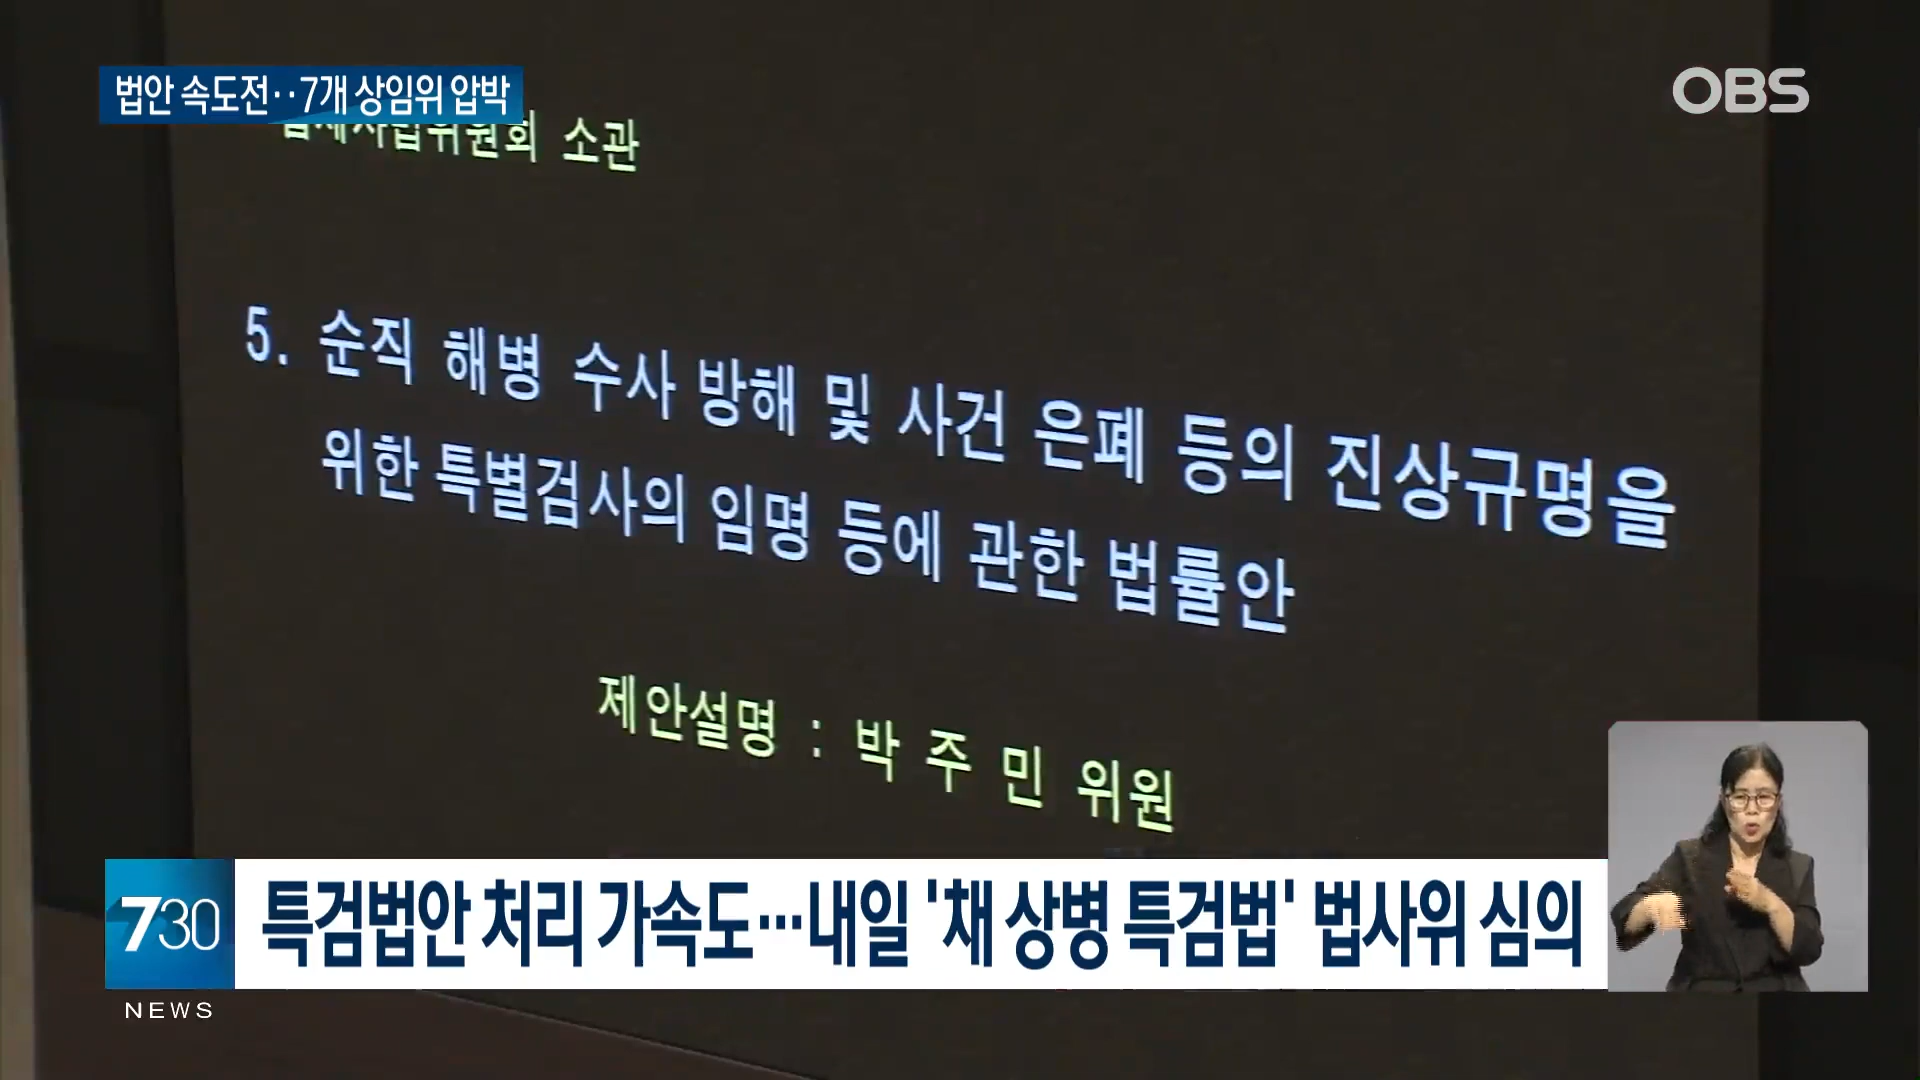 법안 속도전‥7개 상임위 압박
OBS
소관
5. 순직 해병 수사 방해 및 사건 은폐 등의 진상규명을
위한 특별검사의 임명 등에 관한 법률안
제안설명 : 박 주 민 위원
730
특검법안 처리 가속도…내일 '채 상병 특검법' 법사위 심의
NEWS